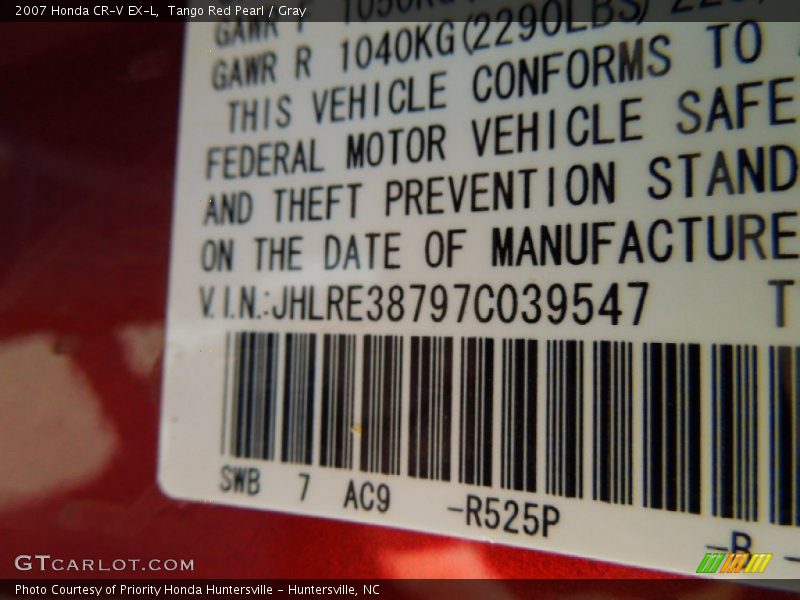 2007 Honda CR-V EX-L, Tango Red Pearl / Gray
GAWR F 1050KG
GAWR R 1040KG(2290LBS)
THIS VEHICLE CONFORMS TO
FEDERAL MOTOR VEHICLE SAFE
AND THEFT PREVENTION STAND
ON THE DATE OF MANUFACTURE
V.I.N.:JHLRE38797C039547 T
SWB 7 AC9 -R525P
-B -
GTCARLOT.COM
Photo Courtesy of Priority Honda Huntersville - Huntersville, NC